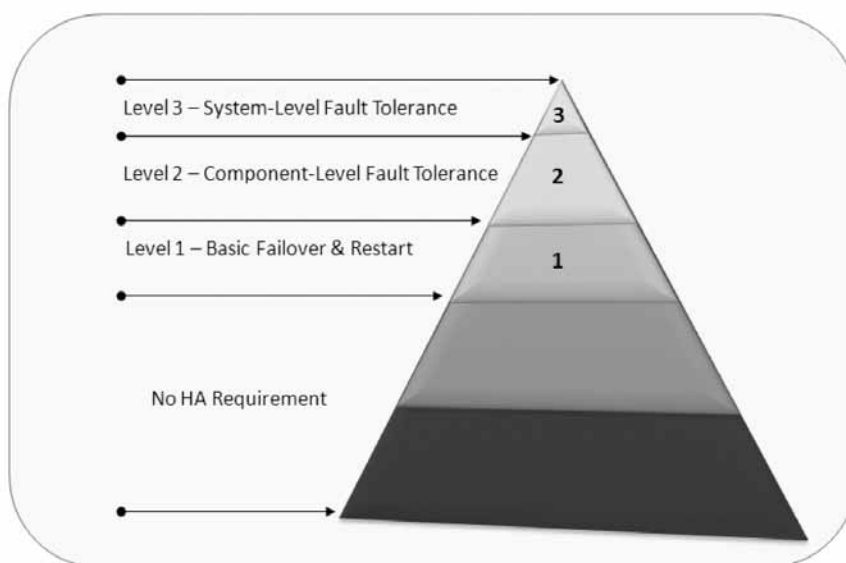 Level 3 – System-Level Fault Tolerance
3
Level 2 – Component-Level Fault Tolerance
2
Level 1 – Basic Failover & Restart
1
No HA Requirement